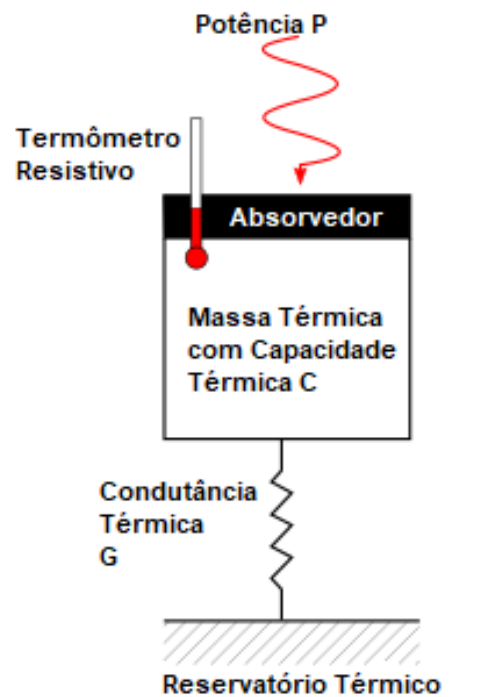 Potência P
Termômetro
Resistivo
Absorvedor
Massa Térmica
com Capacidade
Térmica C
Condutância
Térmica
G
Reservatório Térmico